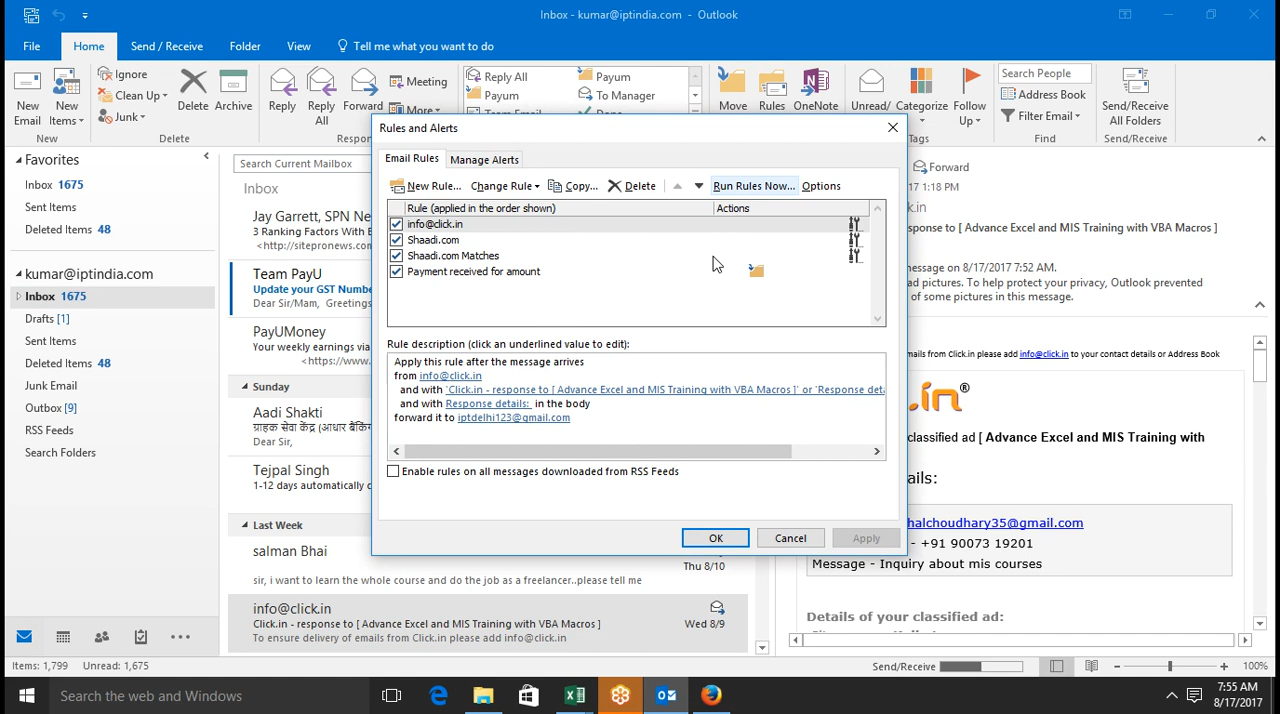 Inbox - kumar@iptindia.com - Outlook
File Home Send / Receive Folder View Tell me what you want to do
New Email
New Items
Ignore
Clean Up
Junk
Delete
Archive
Reply
Reply All
Forward
Meeting
More
Reply All
Payum
Payum
To Manager
Move
Rules
OneNote
Unread/
Categorize
Follow Up
Search People
Address Book
Filter Email
Send/Receive All Folders
New Delete Tags Find Send/Receive
Favorites
Inbox 1675
Sent Items
Deleted Items 48
kumar@iptindia.com
Inbox 1675
Drafts [1]
Sent Items
Deleted Items 48
Junk Email
Outbox [9]
RSS Feeds
Search Folders
Search Current Mailbox
Inbox
Jay Garrett, SPN Ne
3 Ranking Factors With E
<http://sitepronews.com/
Team PayU
Update your GST Numbe
Dear Sir/Mam, Greetings
PayUMoney
Your weekly earnings via
<https://www.
Sunday
Aadi Shakti
ग्राहक सेवा केंद्र (आधार बैंकिंग
Dear Sir,
Tejpal Singh
1-12 days automatically c
Last Week
salman Bhai
Thu 8/10
sir, i want to learn the whole course and do the job as a freelancer..please tell me
info@click.in
Click.in - response to [ Advance Excel and MIS Training with VBA Macros ] Wed 8/9
To ensure delivery of emails from Click.in please add info@click.in
Rules and Alerts
Email Rules Manage Alerts
New Rule... Change Rule Copy... Delete Run Rules Now... Options
Rule (applied in the order shown) Actions
info@click.in
Shaadi.com
Shaadi.com Matches
Payment received for amount
Rule description (click an underlined value to edit):
Apply this rule after the message arrives
from info@click.in
and with 'Click.in - response to [ Advance Excel and MIS Training with VBA Macros ]' or 'Response deta
and with Response details: in the body
forward it to iptdelhi123@gmail.com
Enable rules on all messages downloaded from RSS Feeds
OK Cancel Apply
Forward
7 1:18 PM
k.in
sponse to [ Advance Excel and MIS Training with VBA Macros ]
essage on 8/17/2017 7:52 AM.
ad pictures. To help protect your privacy, Outlook prevented
of some pictures in this message.
mails from Click.in please add info@click.in to your contact details or Address Book
.in®
classified ad [ Advance Excel and MIS Training with
ails:
halchoudhary35@gmail.com
- +91 90073 19201
Message - Inquiry about mis courses
Details of your classified ad:
Items: 1,799 Unread: 1,675
Send/Receive
100%
Search the web and Windows
7:55 AM
8/17/2017